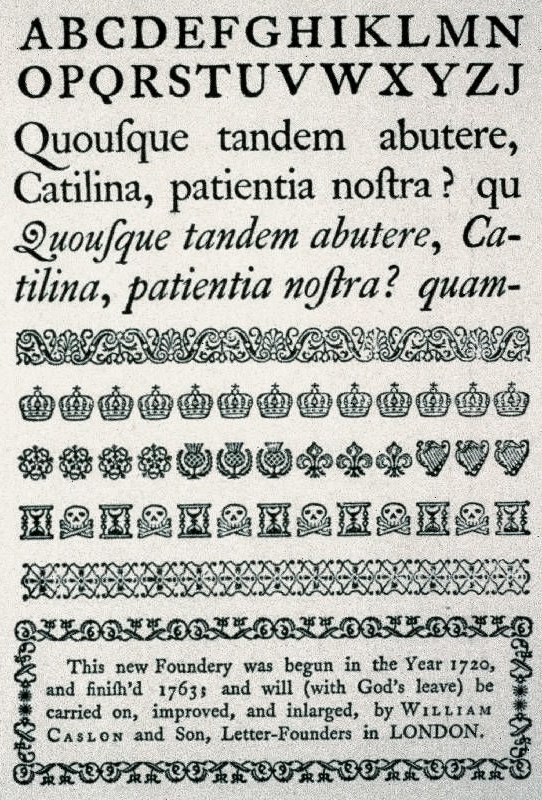 ABCDEFGHIKLMN
OPQRSTUVWXYZJ
Quouſque tandem abutere,
Catilina, patientia noſtra? qu
Quouſque tandem abutere, Ca-
tilina, patientia noſtra? quam-
This new Foundery was begun in the Year 1720,
and finiſh'd 1763; and will (with God's leave) be
carried on, improved, and inlarged, by WILLIAM
CASLON and Son, Letter-Founders in LONDON.